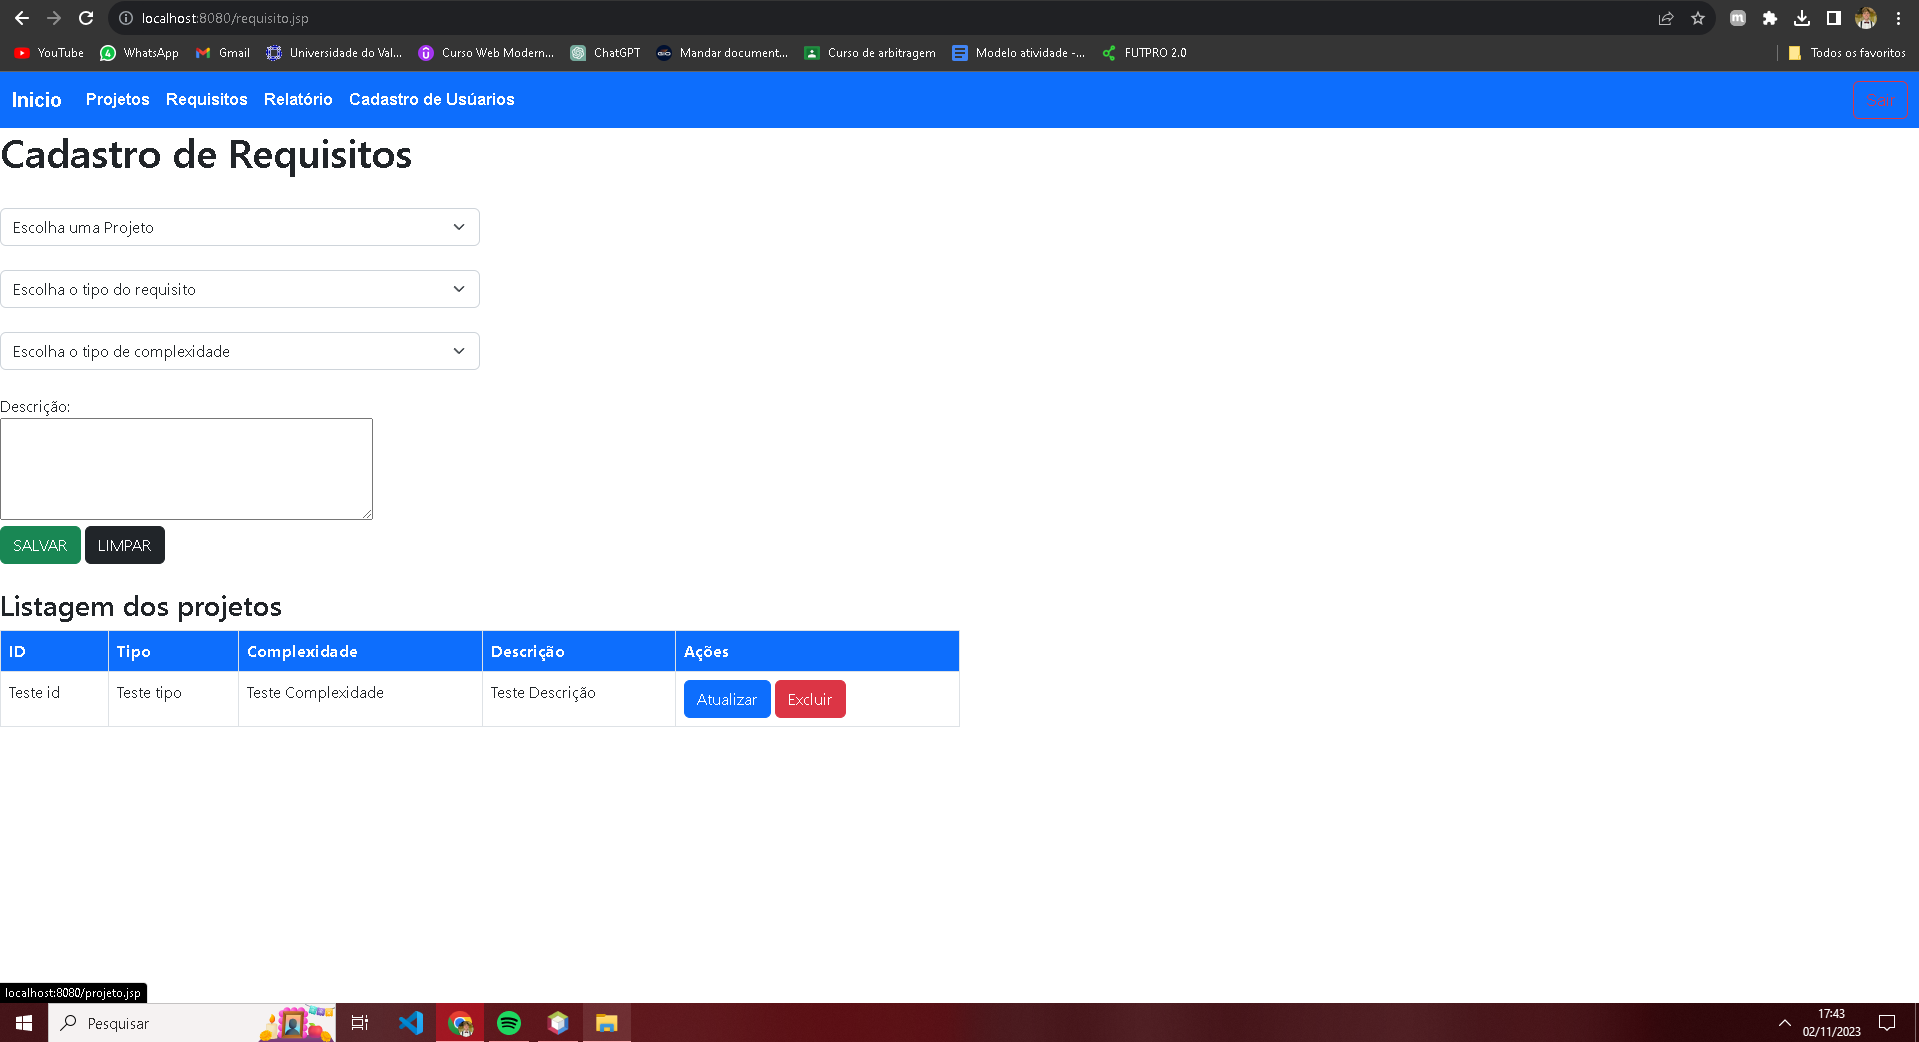 localhost:8080/requisito.jsp
YouTube WhatsApp Gmail Universidade do Val... Curso Web Modern... ChatGPT Mandar document... Curso de arbitragem Modelo atividade -... FUTPRO 2.0 Todos os favoritos
Inicio Projetos Requisitos Relatório Cadastro de Usúarios Sair
Cadastro de Requisitos
Escolha uma Projeto
Escolha o tipo do requisito
Escolha o tipo de complexidade
Descrição:
SALVAR LIMPAR
Listagem dos projetos
ID Tipo Complexidade Descrição Ações
Teste id Teste tipo Teste Complexidade Teste Descrição Atualizar Excluir
localhost:8080/projeto.jsp
Pesquisar
17:43
02/11/2023